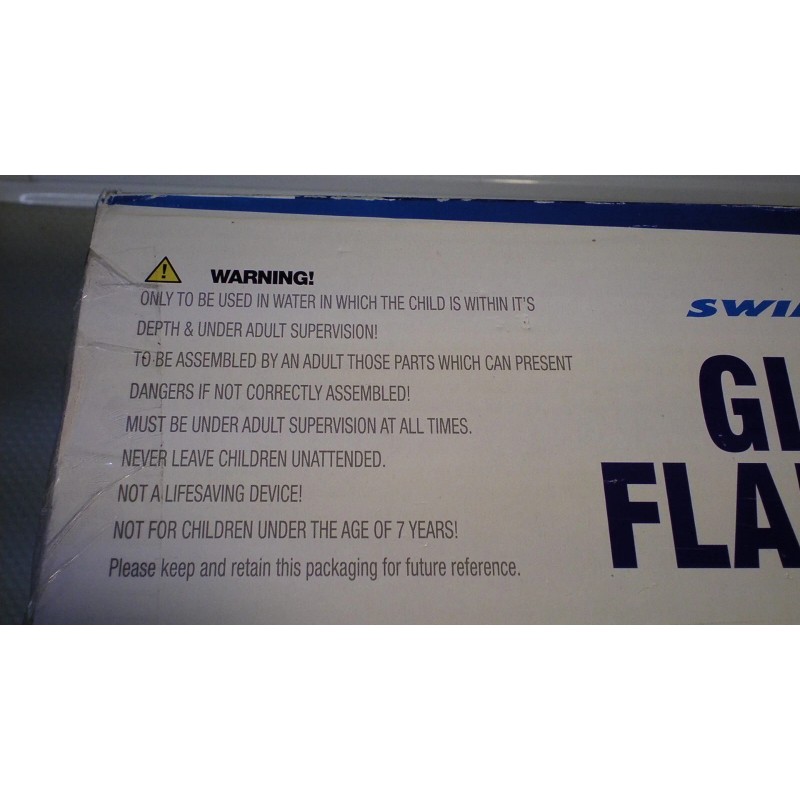 WARNING!
ONLY TO BE USED IN WATER IN WHICH THE CHILD IS WITHIN IT'S
DEPTH & UNDER ADULT SUPERVISION!
TO BE ASSEMBLED BY AN ADULT THOSE PARTS WHICH CAN PRESENT
DANGERS IF NOT CORRECTLY ASSEMBLED!
MUST BE UNDER ADULT SUPERVISION AT ALL TIMES.
NEVER LEAVE CHILDREN UNATTENDED.
NOT A LIFESAVING DEVICE!
NOT FOR CHILDREN UNDER THE AGE OF 7 YEARS!
Please keep and retain this packaging for future reference.